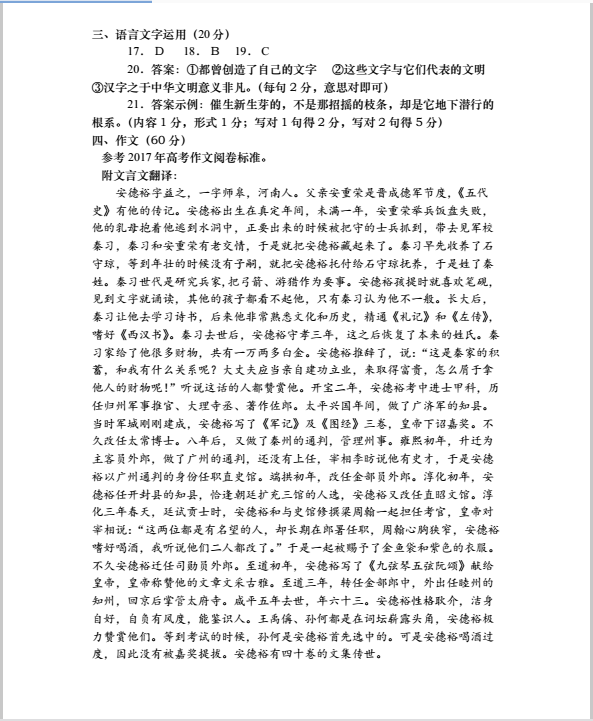 三、语言文字运用（20 分）
17. D 18. B 19. C
20. 答案：①都曾创造了自己的文字 ②这些文字与它们代表的文明
③汉字之于中华文明意义非凡。（每句 2 分，意思对即可）
21. 答案示例：催生新生芽的，不是那招摇的枝条，却是它地下潜行的
根系。（内容 1 分，形式 1 分；写对 1 句得 2 分，写对 2 句得 5 分）
四、作文（60 分）
参考 2017 年高考作文阅卷标准。
附文言文翻译：
安德裕字益之，一字师皋，河南人。父亲安重荣是晋成德军节度，《五代
史》有他的传记。安德裕出生在真定年间，未满一年，安重荣举兵饭盘失败，
他的乳母抱着他逃到水洞中，正要出来的时候被把守的士兵抓到，带去见军校
秦习，秦习和安重荣有老交情，于是就把安德裕藏起来了。秦习早先收养了石
守琼，等到年壮的时候没有子嗣，就把安德裕托付给石守琼抚养，于是姓了秦
姓。秦习世代是研究兵家，把弓箭、游猎作为要事。安德裕孩提时就喜欢笔砚，
见到文字就诵读，其他的孩子都看不起他，只有秦习认为他不一般。长大后，
秦习让他去学习诗书，后来他非常熟悉文化和历史，精通《礼记》和《左传》，
嗜好《西汉书》。秦习去世后，安德裕守孝三年，这之后恢复了本来的姓氏。秦
习家给了他很多财物，共有一万两多白金。安德裕推辞了，说：“这是秦家的积
蓄，和我有什么关系呢？大丈夫应当亲自建功立业，来取得富贵，怎么屑于拿
他人的财物呢！”听说这话的人都赞赏他。开宝二年，安德裕考中进士甲科，历
任归州军事推官、大理寺丞、著作佐郎。太平兴国年间，做了广济军的知县。
当时军城刚刚建成，安德裕写了《军记》及《图经》三卷，皇帝下诏嘉奖。不
久改任太常博士。八年后，又做了秦州的通判，管理州事。雍熙初年，升迁为
主客员外郎，做了广州的通判，还没有上任，宰相李昉说他有史才，于是安德
裕以广州通判的身份任职直史馆。端拱初年，改任金部员外郎。淳化初年，安
德裕任开封县的知县，恰逢朝廷扩充三馆的人选，安德裕又改任直昭文馆。淳
化三年春天，廷试贡士时，安德裕和与史馆修撰梁周翰一起担任考官，皇帝对
宰相说：“这两位都是有名望的人，却长期在郎署任职，周翰心胸狭窄，安德裕
嗜好喝酒，我听说他们二人都改了。”于是一起被赐予了金鱼袋和紫色的衣服。
不久安德裕迁任司勋员外郎。至道初年，安德裕写了《九弦琴五弦阮颂》献给
皇帝，皇帝称赞他的文章文采古雅。至道三年，转任金部郎中，外出任睦州的
知州，回京后掌管太府寺。咸平五年去世，年六十三。安德裕性格耿介，洁身
自好，自负有风度，能鉴识人。王禹偁、孙何都是在词坛崭露头角，安德裕极
力赞赏他们。等到考试的时候，孙何是安德裕首先选中的。可是安德裕喝酒过
度，因此没有被嘉奖提拔。安德裕有四十卷的文集传世。